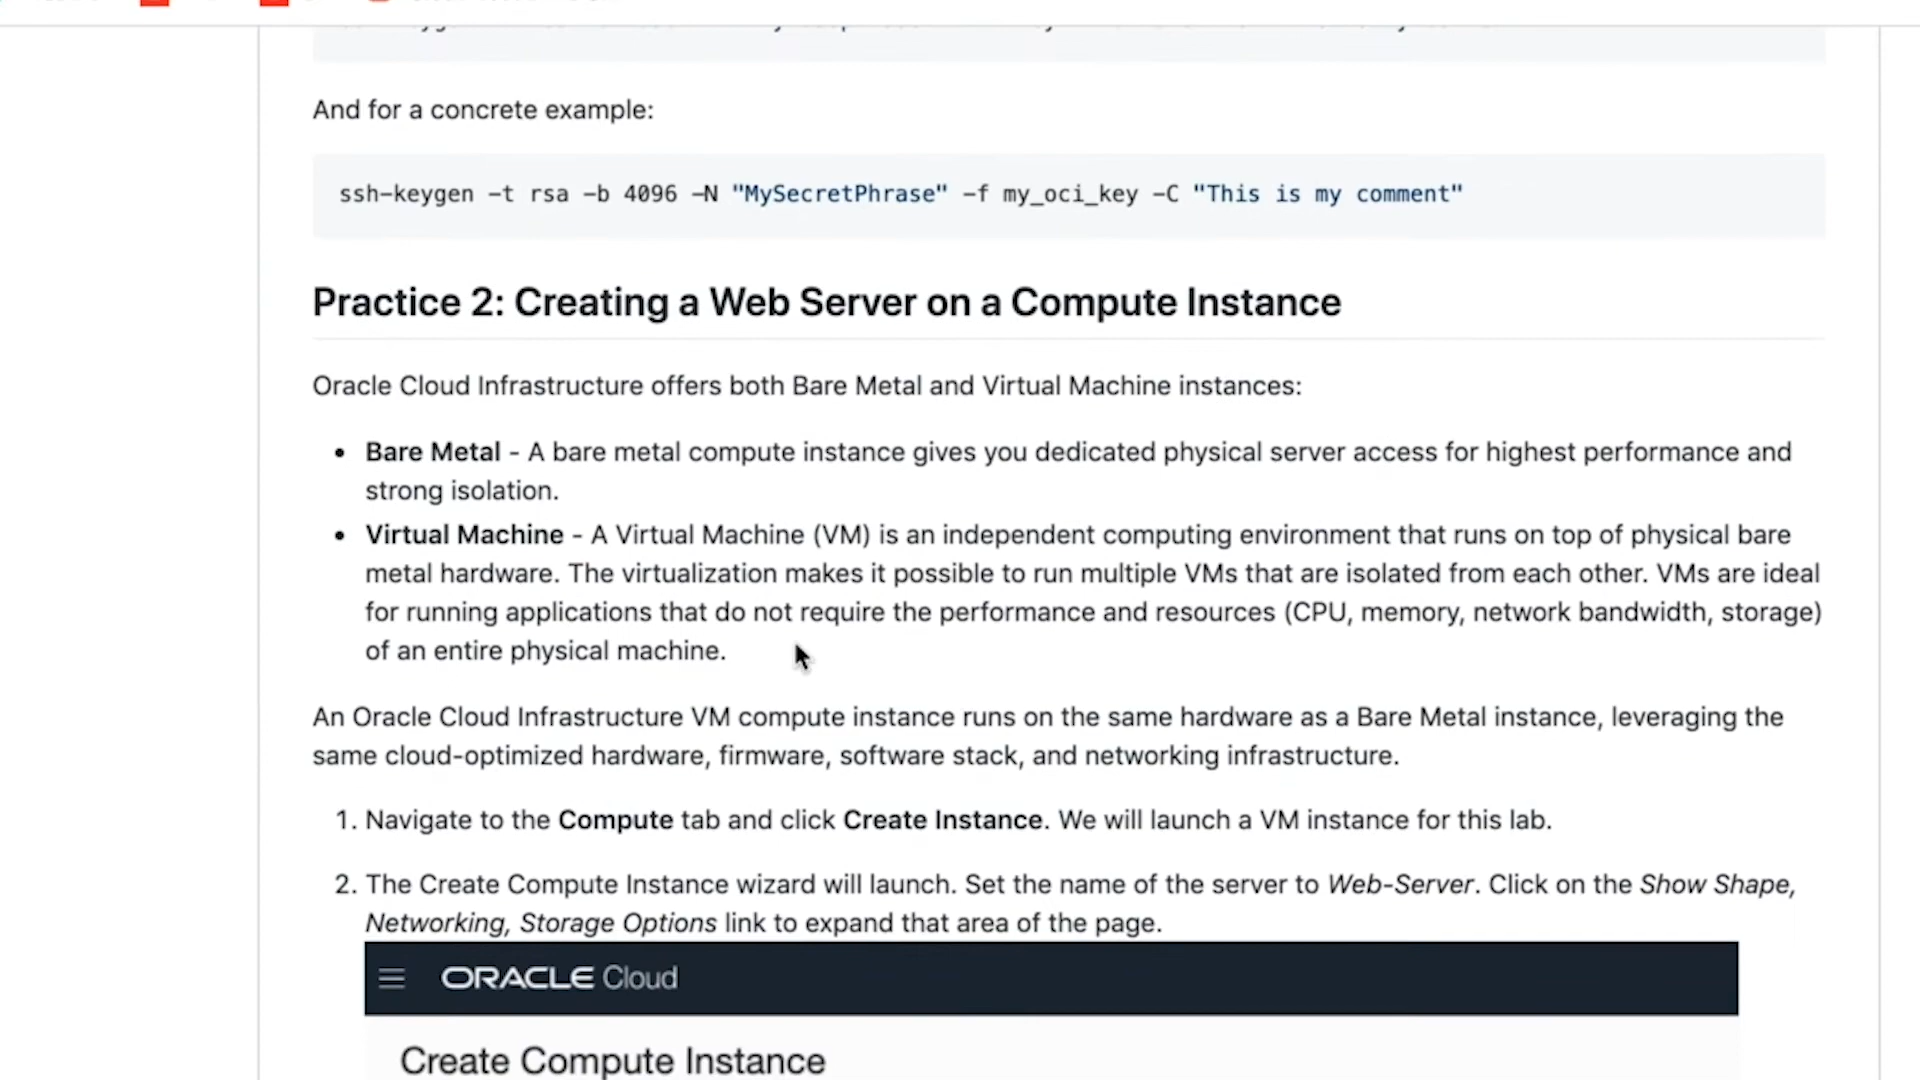 And for a concrete example:
ssh-keygen -t rsa -b 4096 -N "MySecretPhrase" -f my_oci_key -C "This is my comment"
Practice 2: Creating a Web Server on a Compute Instance
Oracle Cloud Infrastructure offers both Bare Metal and Virtual Machine instances:
• Bare Metal - A bare metal compute instance gives you dedicated physical server access for highest performance and
strong isolation.
• Virtual Machine - A Virtual Machine (VM) is an independent computing environment that runs on top of physical bare
metal hardware. The virtualization makes it possible to run multiple VMs that are isolated from each other. VMs are ideal
for running applications that do not require the performance and resources (CPU, memory, network bandwidth, storage)
of an entire physical machine.
An Oracle Cloud Infrastructure VM compute instance runs on the same hardware as a Bare Metal instance, leveraging the
same cloud-optimized hardware, firmware, software stack, and networking infrastructure.
1. Navigate to the Compute tab and click Create Instance. We will launch a VM instance for this lab.
2. The Create Compute Instance wizard will launch. Set the name of the server to Web-Server. Click on the Show Shape,
Networking, Storage Options link to expand that area of the page.
ORACLE Cloud
Create Compute Instance